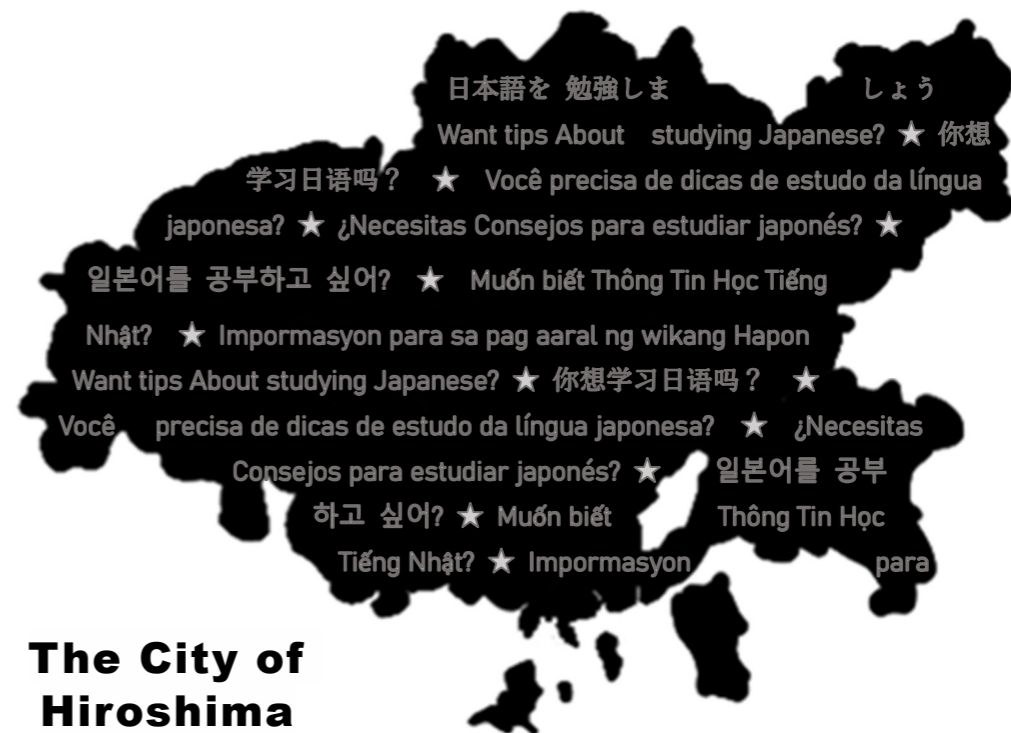 日本語を 勉強しま しょう
Want tips About studying Japanese? ★ 你想
学习日语吗？ ★ Você precisa de dicas de estudo da língua
japonesa? ★ ¿Necesitas Consejos para estudiar japonés? ★
일본어를 공부하고 싶어? ★ Muốn biết Thông Tin Học Tiếng
Nhật? ★ Impormasyon para sa pag aaral ng wikang Hapon
Want tips About studying Japanese? ★ 你想学习日语吗？ ★
Você precisa de dicas de estudo da língua japonesa? ★ ¿Necesitas
Consejos para estudiar japonés? ★ 일본어를 공부
하고 싶어? ★ Muốn biết Thông Tin Học
Tiếng Nhật? ★ Impormasyon para
The City of
Hiroshima